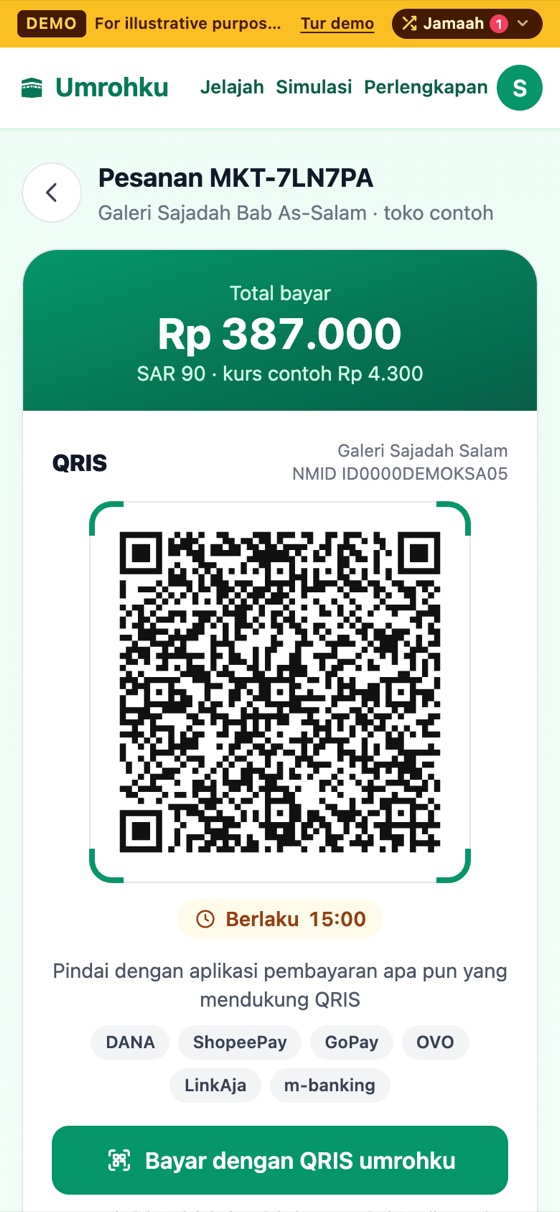 DEMO For illustrative purpos... Tur demo Jamaah 1
Umrohku Jelajah Simulasi Perlengkapan S
Pesanan MKT-7LN7PA
Galeri Sajadah Bab As-Salam · toko contoh
Total bayar
Rp 387.000
SAR 90 · kurs contoh Rp 4.300
QRIS
Galeri Sajadah Salam
NMID ID0000DEMOKSA05
Berlaku 15:00
Pindai dengan aplikasi pembayaran apa pun yang
mendukung QRIS
DANA ShopeePay GoPay OVO
LinkAja m-banking
Bayar dengan QRIS umrohku